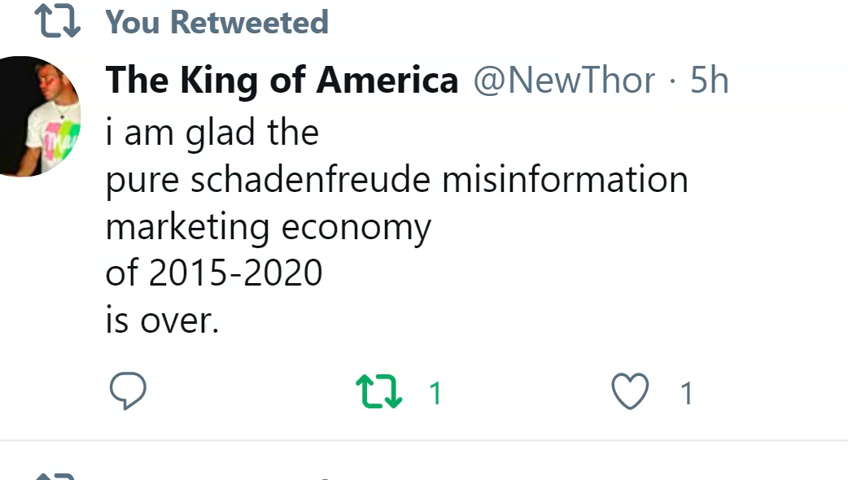 You Retweeted
The King of America @NewThor · 5h
i am glad the
pure schadenfreude misinformation
marketing economy
of 2015-2020
is over.
1 1